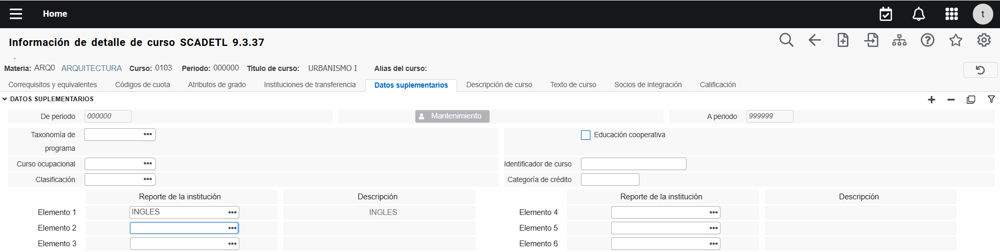 Home
t
Información de detalle de curso SCADETL 9.3.37
Materia: ARQ0 ARQUITECTURA Curso: 0103 Periodo: 000000 Título de curso: URBANISMO I Alias del curso:
Correquisitos y equivalentes Códigos de cuota Atributos de grado Instituciones de transferencia Datos suplementarios Descripción de curso Texto de curso Socios de integración Calificación
DATOS SUPLEMENTARIOS
De periodo 000000 Mantenimiento A periodo 999999
Taxonomía de programa Educación cooperativa
Curso ocupacional Identificador de curso
Clasificación Categoría de crédito
Reporte de la institución Descripción Reporte de la institución Descripción
Elemento 1 INGLES INGLES Elemento 4
Elemento 2 Elemento 5
Elemento 3 Elemento 6